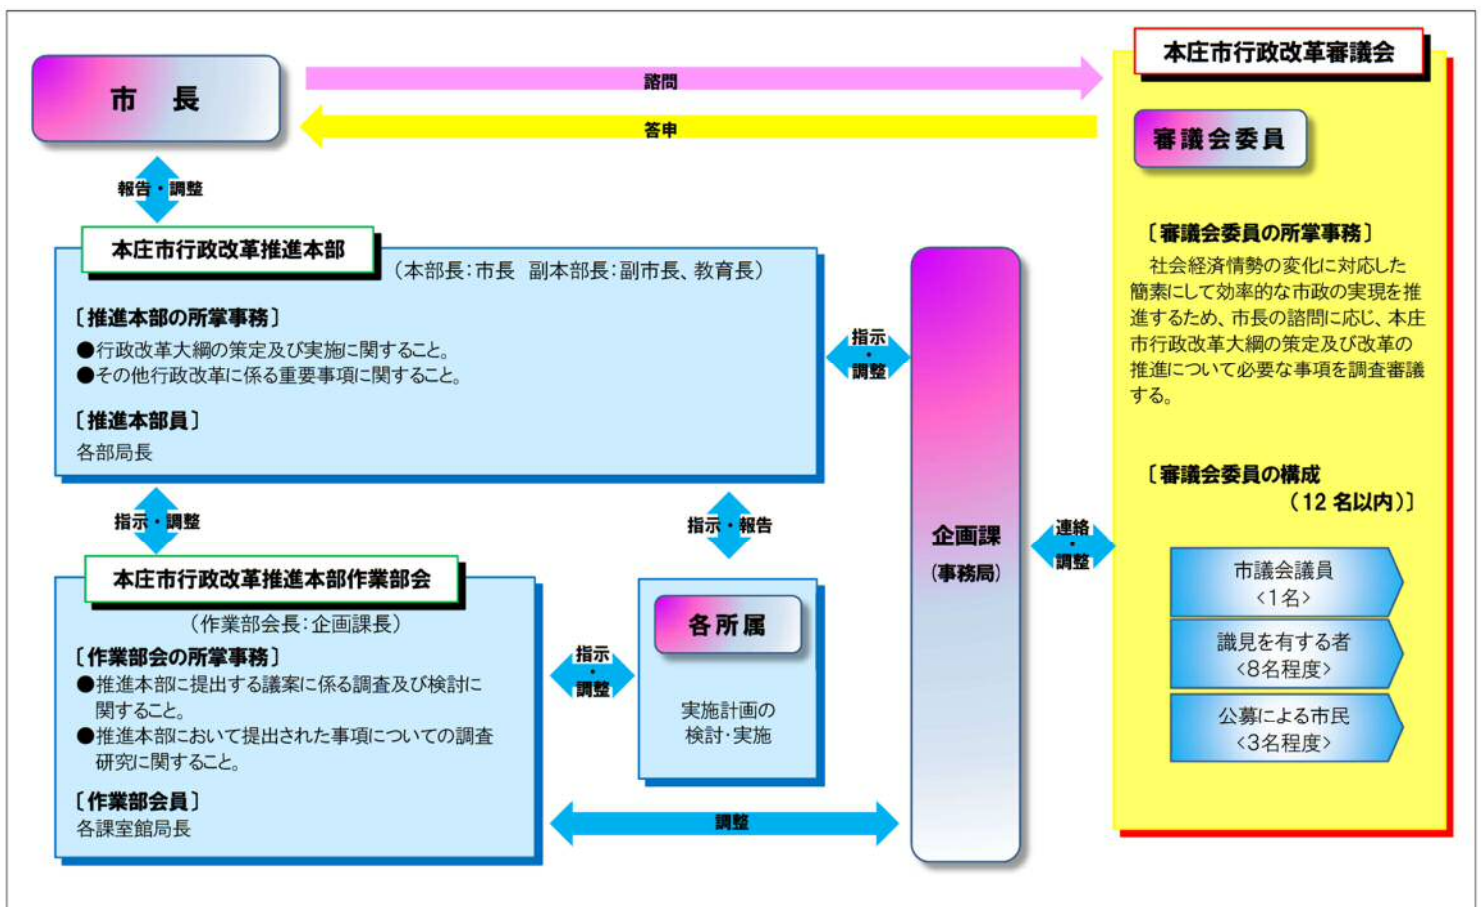 市　長
諮問
答申
報告・調整
本庄市行政改革推進本部
（本部長：市長　副本部長：副市長、教育長）
〔推進本部の所掌事務〕
●行政改革大綱の策定及び実施に関すること。
●その他行政改革に係る重要事項に関すること。
〔推進本部員〕
各部局長
指示・調整
指示・報告
指示
・
調整
本庄市行政改革推進本部作業部会
（作業部会長：企画課長）
〔作業部会の所掌事務〕
●推進本部に提出する議案に係る調査及び検討に
関すること。
●推進本部において提出された事項についての調査
研究に関すること。
〔作業部会員〕
各課室館局長
指示
・
調整
各所属
実施計画の
検討・実施
調整
企画課
（事務局）
連絡
・
調整
本庄市行政改革審議会
審議会委員
〔審議会委員の所掌事務〕
社会経済情勢の変化に対応した
簡素にして効率的な市政の実現を推
進するため、市長の諮問に応じ、本庄
市行政改革大綱の策定及び改革の
推進について必要な事項を調査審議
する。
〔審議会委員の構成
（12名以内）〕
市議会議員
<1名>
識見を有する者
<8名程度>
公募による市民
<3名程度>